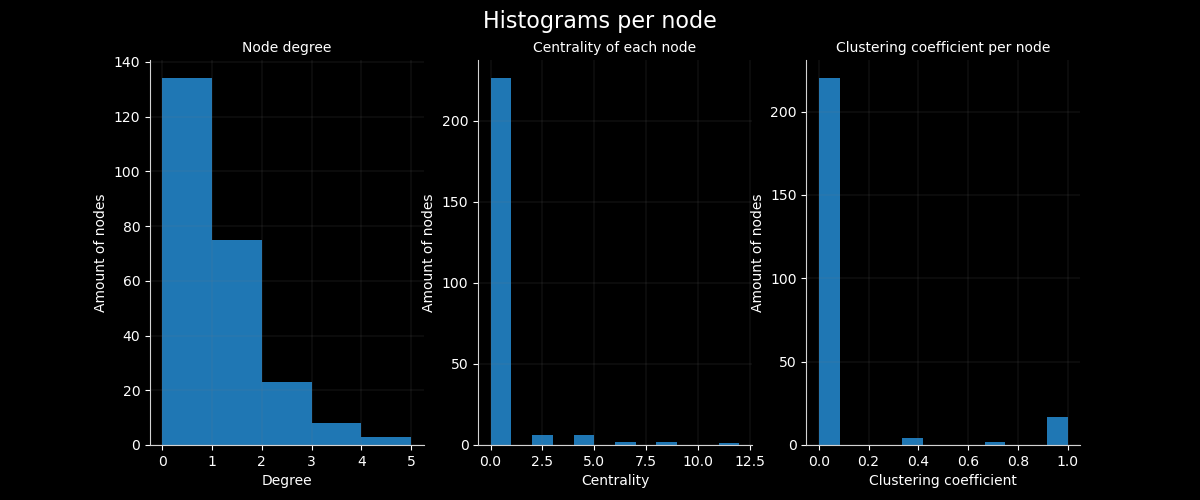 Histograms per node
Node degree
Amount of nodes
140
120
100
80
60
40
20
0
0 1 2 3 4 5
Degree
Centrality of each node
Amount of nodes
200
150
100
50
0
0.0 2.5 5.0 7.5 10.0 12.5
Centrality
Clustering coefficient per node
Amount of nodes
200
150
100
50
0
0.0 0.2 0.4 0.6 0.8 1.0
Clustering coefficient